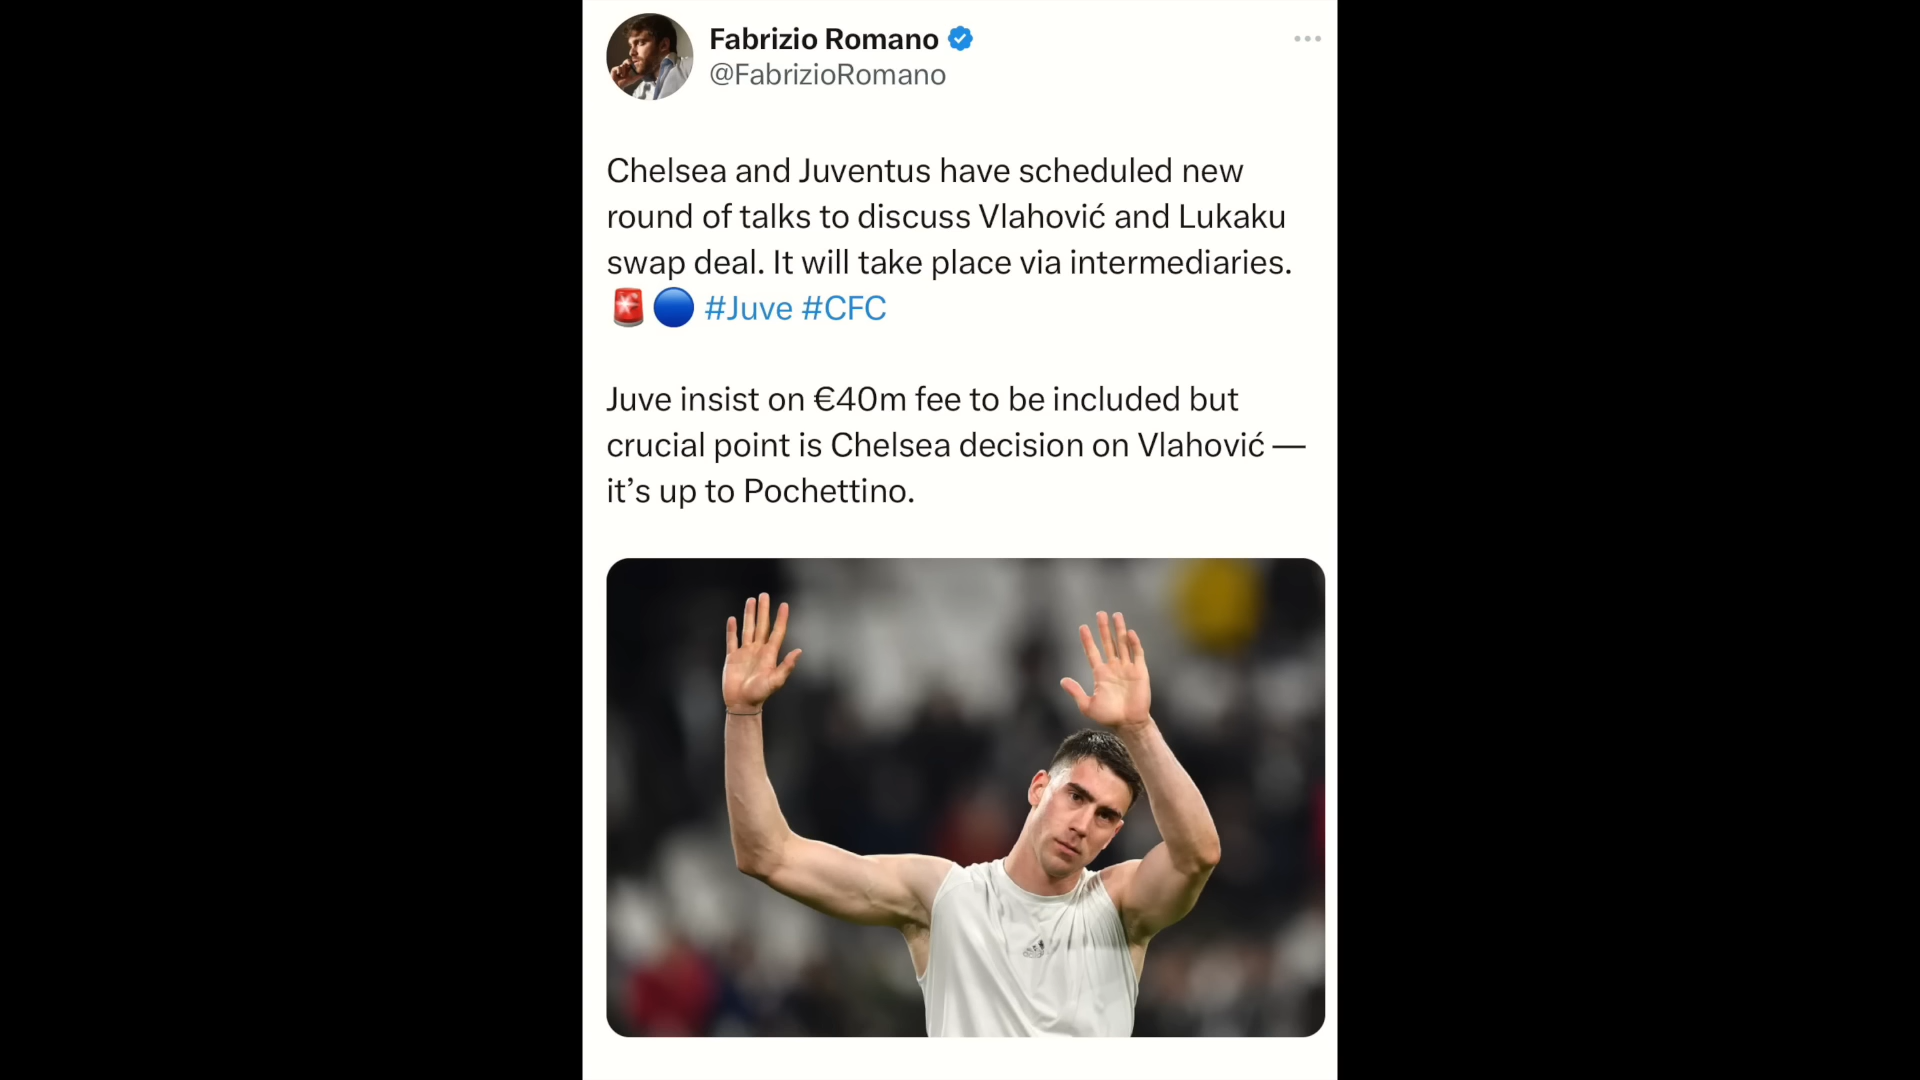 Fabrizio Romano
@FabrizioRomano
Chelsea and Juventus have scheduled new
round of talks to discuss Vlahović and Lukaku
swap deal. It will take place via intermediaries.
🚨🔵 #Juve #CFC
Juve insist on €40m fee to be included but
crucial point is Chelsea decision on Vlahović —
it’s up to Pochettino.